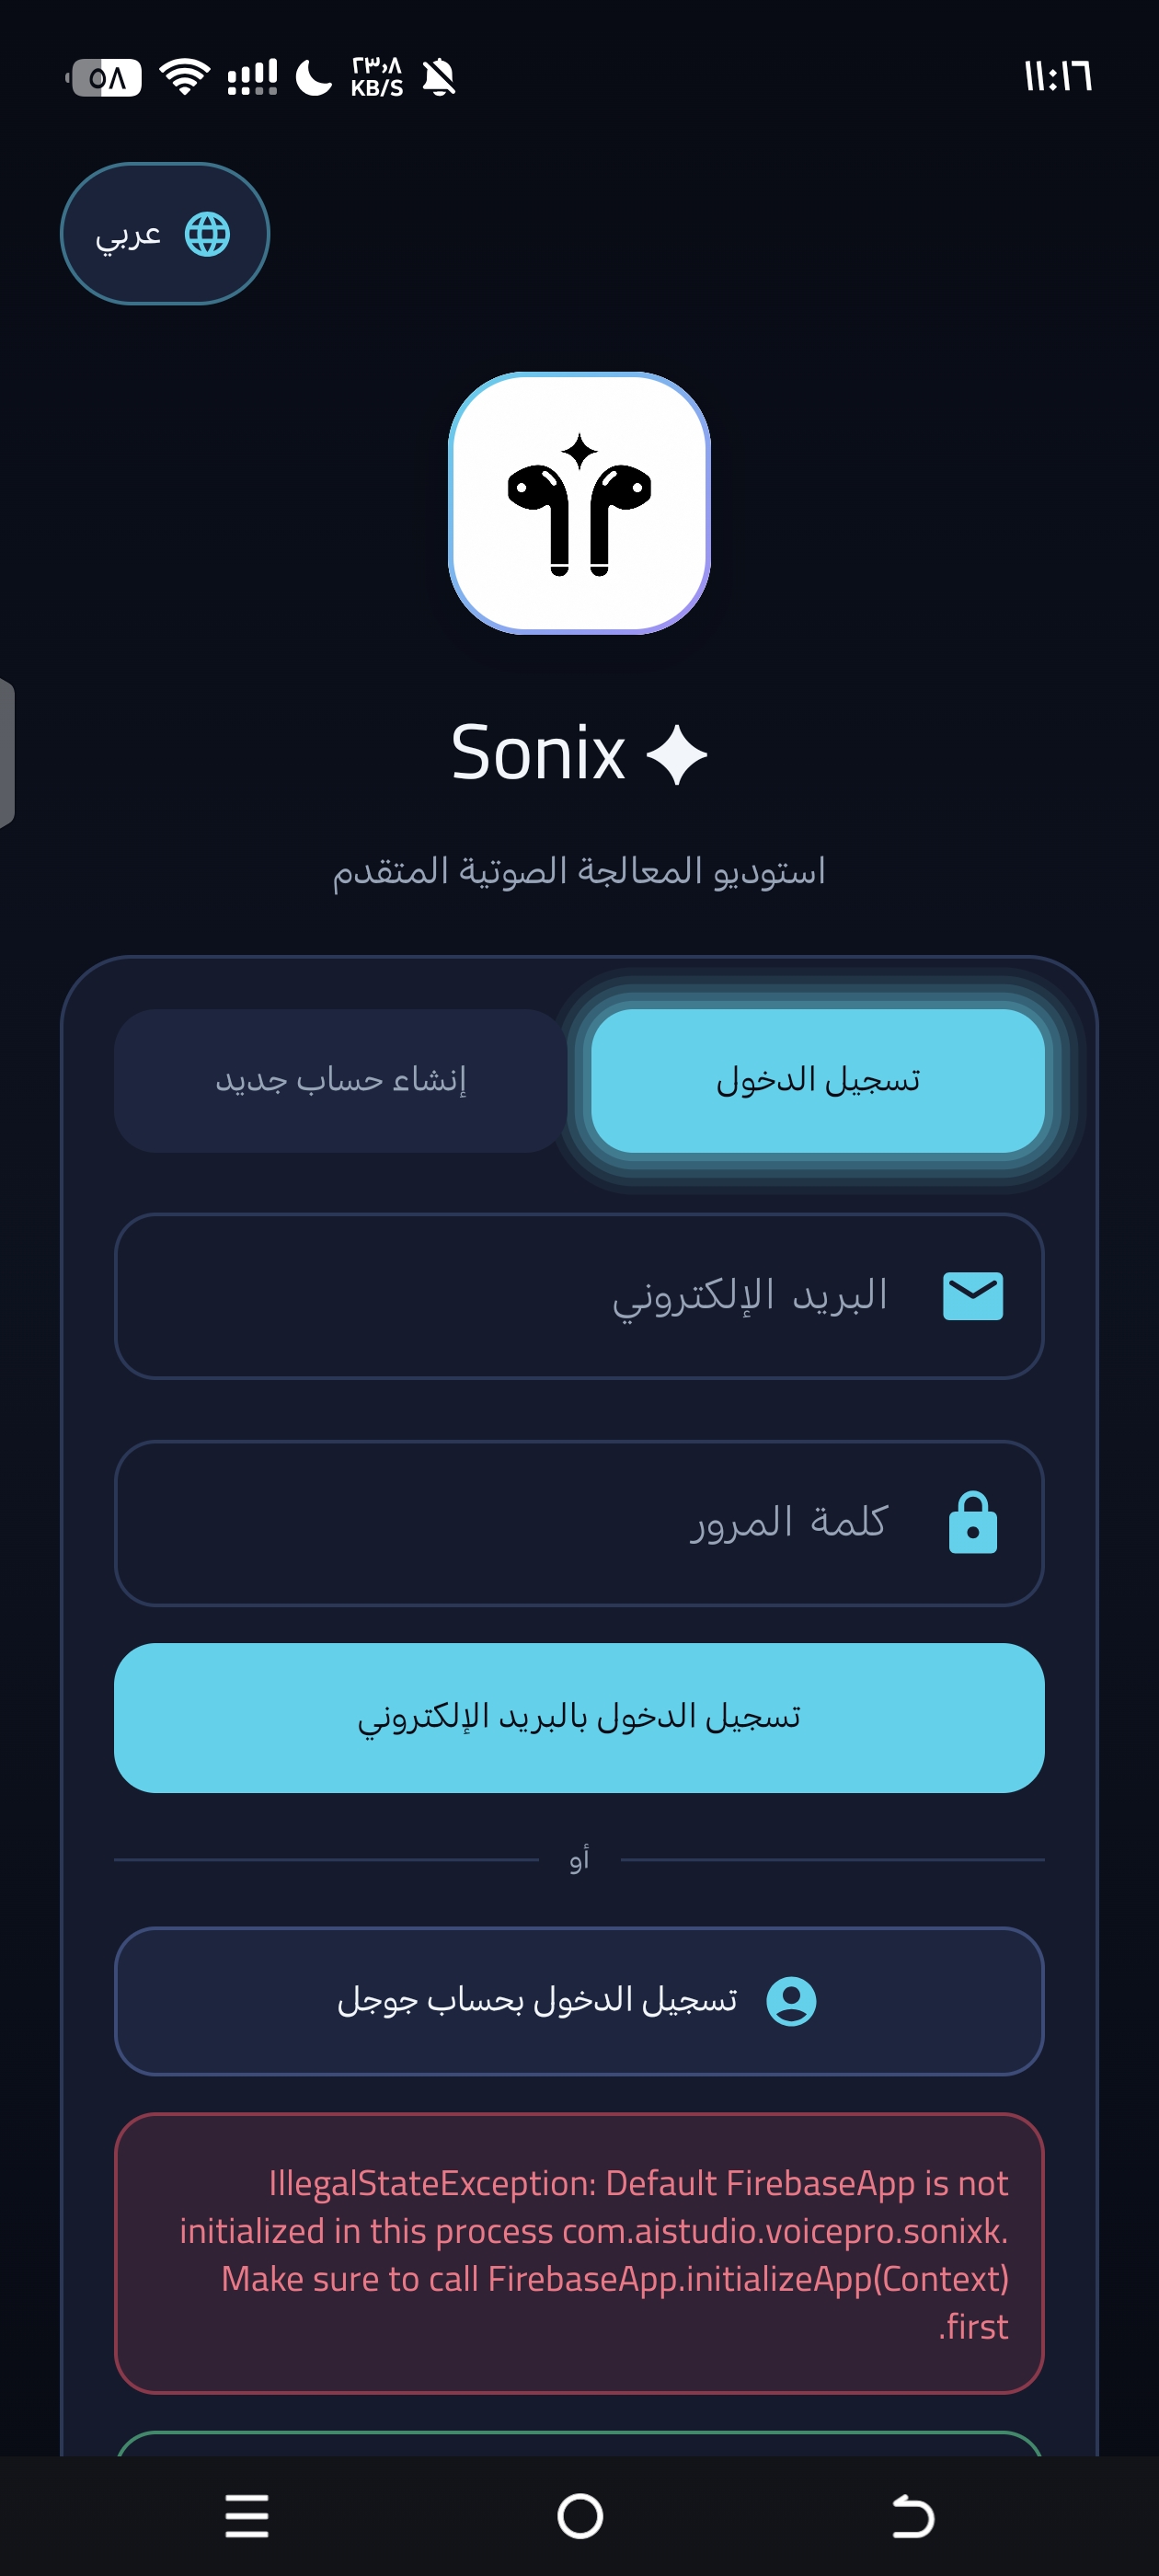 ١١:١٦
٢٣٫٨
KB/S
٥٨
عربي
Sonix
استوديو المعالجة الصوتية المتقدم
تسجيل الدخول
إنشاء حساب جديد
البريد الإلكتروني
كلمة المرور
تسجيل الدخول بالبريد الإلكتروني
أو
تسجيل الدخول بحساب جوجل
IllegalStateException: Default FirebaseApp is not
initialized in this process com.aistudio.voicepro.sonixk.
Make sure to call FirebaseApp.initializeApp(Context)
first.